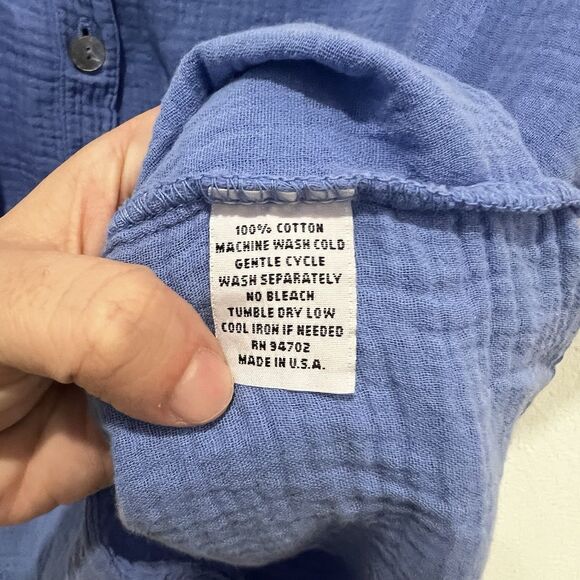 100% COTTON
MACHINE WASH COLD
GENTLE CYCLE
WASH SEPARATELY
NO BLEACH
TUMBLE DRY LOW
COOL IRON IF NEEDED
RN 94702
MADE IN U.S.A.